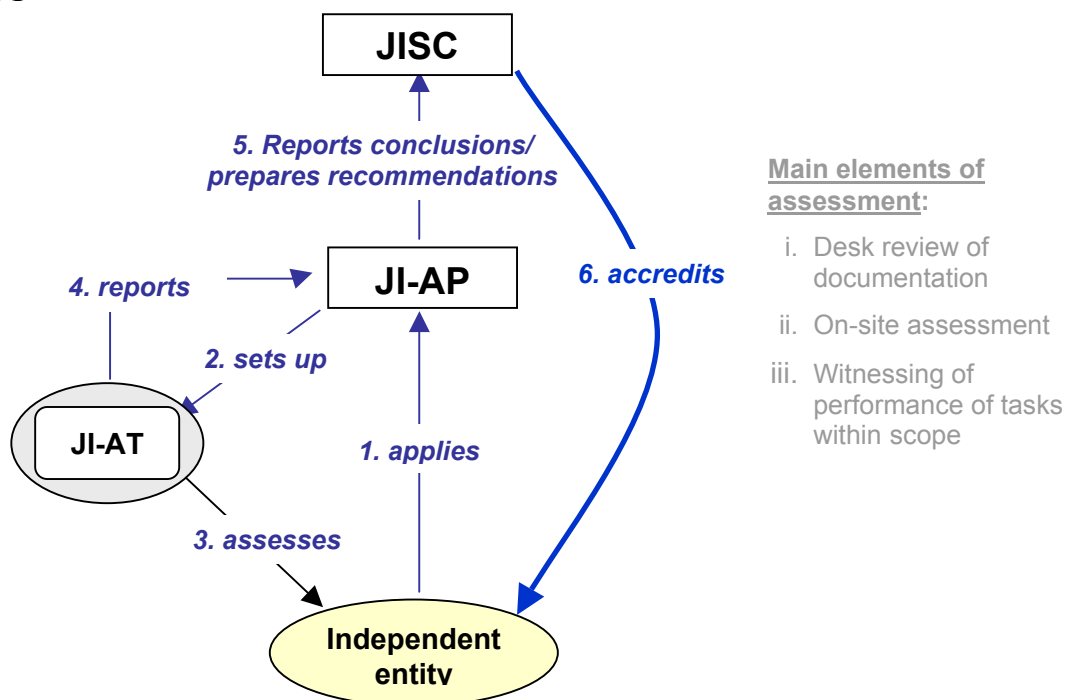 JISC
5. Reports conclusions/
prepares recommendations
Main elements of
assessment:
i. Desk review of
documentation
ii. On-site assessment
iii. Witnessing of
performance of tasks
within scope
4. reports
JI-AP
6. accredits
2. sets up
JI-AT
1. applies
3. assesses
Independent
entity